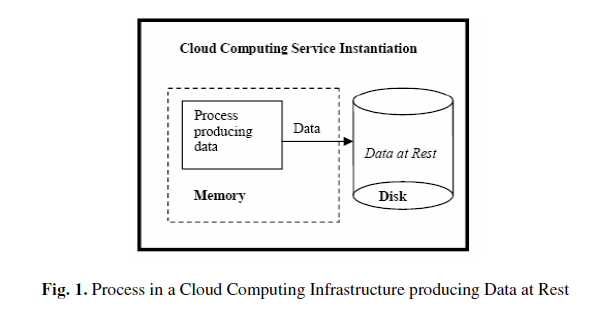 Cloud Computing Service Instantiation
Process
producing
data
Data
Data at Rest
Memory
Disk
Fig. 1. Process in a Cloud Computing Infrastructure producing Data at Rest